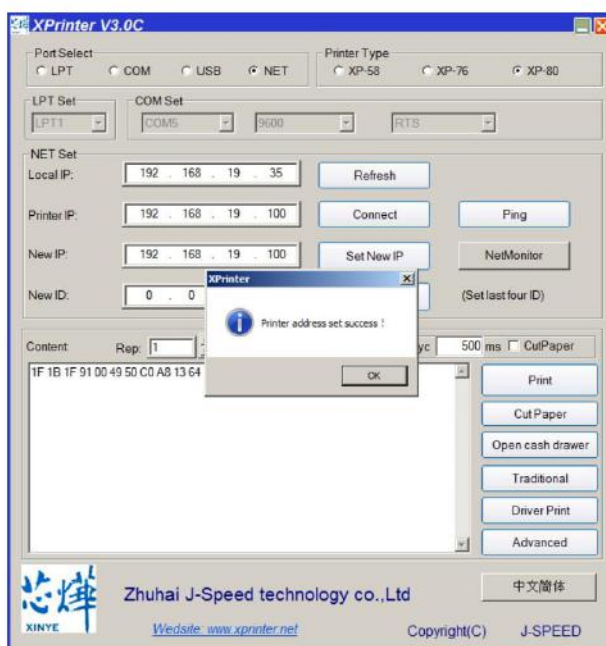 XPrinter V3.0C
Port Select
LPT COM USB NET
Printer Type
XP-58 XP-76 XP-80
LPT Set
LPT1
COM Set
COM5 9600 RTS
NET Set
Local IP: 192 . 168 . 19 . 35 Refresh
Printer IP: 192 . 168 . 19 . 100 Connect Ping
New IP: 192 . 168 . 19 . 100 Set New IP NetMonitor
New ID: 0 . 0 (Set last four ID)
XPrinter
Printer address set success !
OK
Content Rep: 1 yc 500 ms CutPaper
1F 1B 1F 91 00 49 50 C0 A8 13 64
Print
Cut Paper
Open cash drawer
Traditional
Driver Print
Advanced
芯烨
XINYE
Zhuhai J-Speed technology co.,Ltd
中文简体
Wedsite: www.xprinter.net
Copyright(C) J-SPEED